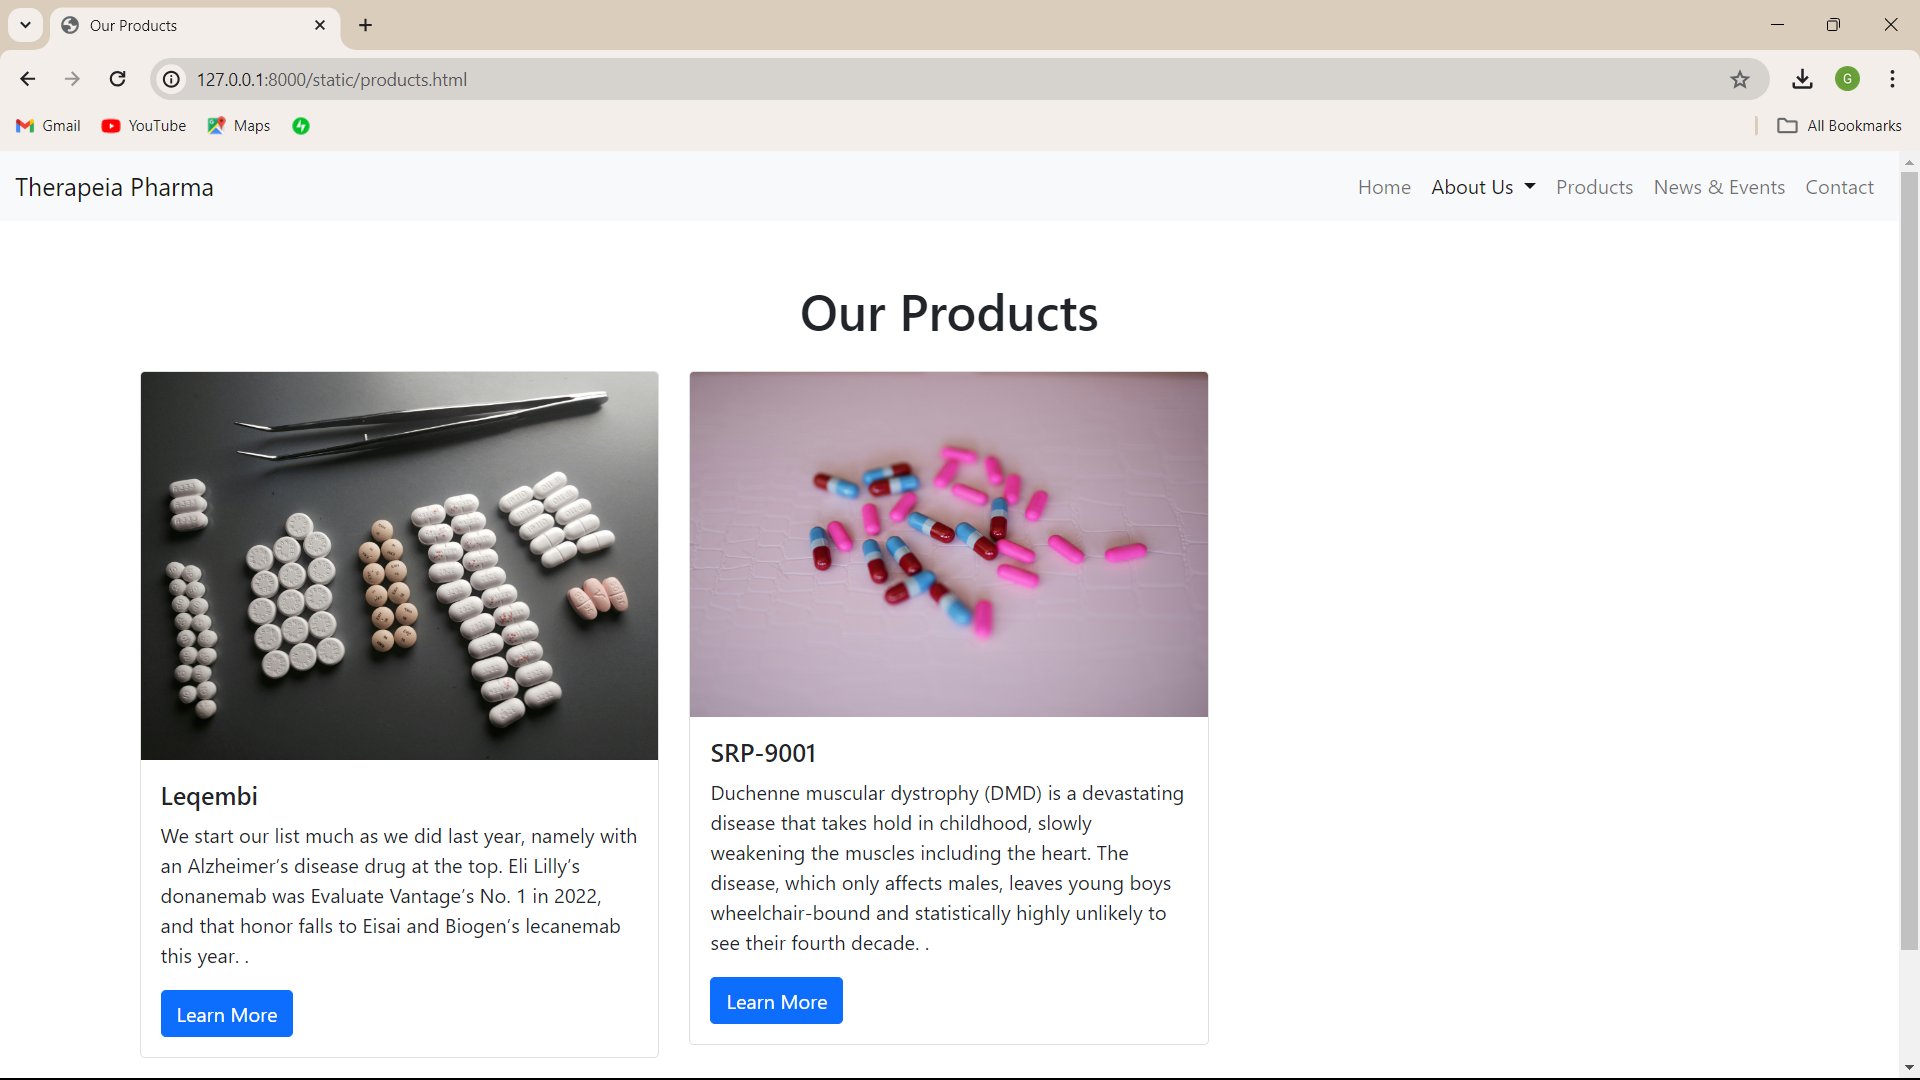 Our Products
127.0.0.1:8000/static/products.html
G
Gmail
YouTube
Maps
All Bookmarks
Therapeia Pharma
Home
About Us
Products
News & Events
Contact
Our Products
Leqembi
We start our list much as we did last year, namely with
an Alzheimer’s disease drug at the top. Eli Lilly’s
donanemab was Evaluate Vantage’s No. 1 in 2022,
and that honor falls to Eisai and Biogen’s lecanemab
this year. .
Learn More
SRP-9001
Duchenne muscular dystrophy (DMD) is a devastating
disease that takes hold in childhood, slowly
weakening the muscles including the heart. The
disease, which only affects males, leaves young boys
wheelchair-bound and statistically highly unlikely to
see their fourth decade. .
Learn More